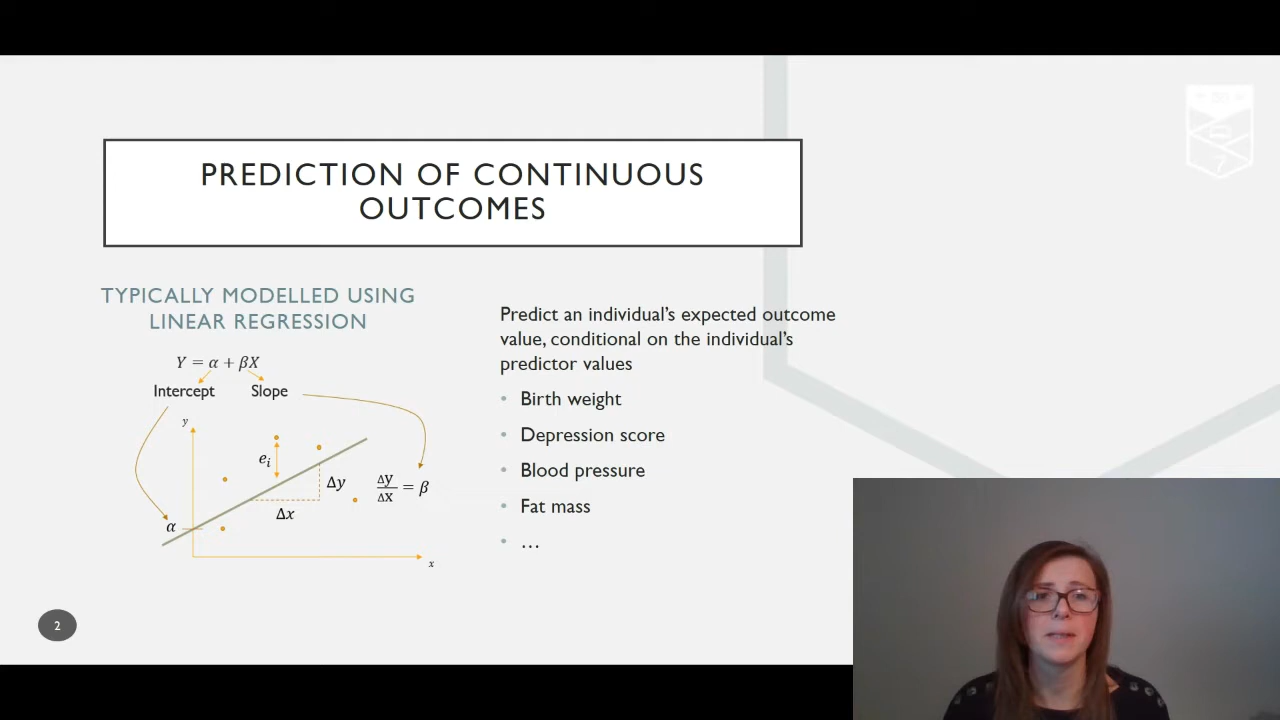 PREDICTION OF CONTINUOUS
OUTCOMES
TYPICALLY MODELLED USING
LINEAR REGRESSION
Y = α + βX
Intercept
Slope
y
e_i
Δy
Δy/Δx = β
Δx
α
x
Predict an individual’s expected outcome
value, conditional on the individual’s
predictor values
• Birth weight
• Depression score
• Blood pressure
• Fat mass
• …
2